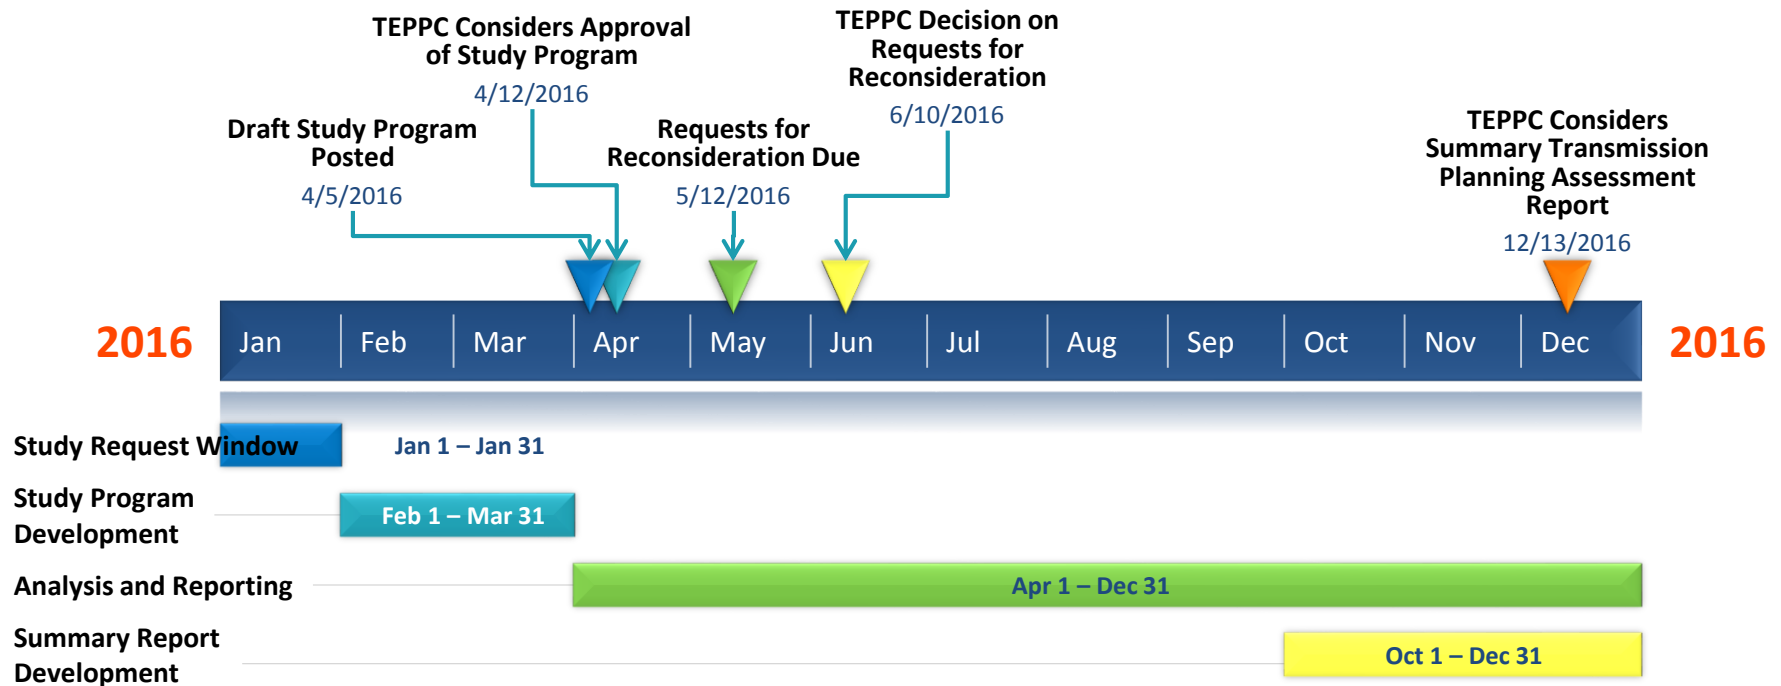 TEPPC Considers Approval
of Study Program
4/12/2016
TEPPC Decision on
Requests for
Reconsideration
6/10/2016
Draft Study Program
Posted
4/5/2016
Requests for
Reconsideration Due
5/12/2016
TEPPC Considers
Summary Transmission
Planning Assessment
Report
12/13/2016
2016 Jan Feb Mar Apr May Jun Jul Aug Sep Oct Nov Dec 2016
Study Request Window Jan 1 – Jan 31
Study Program
Development
Feb 1 – Mar 31
Analysis and Reporting Apr 1 – Dec 31
Summary Report
Development
Oct 1 – Dec 31